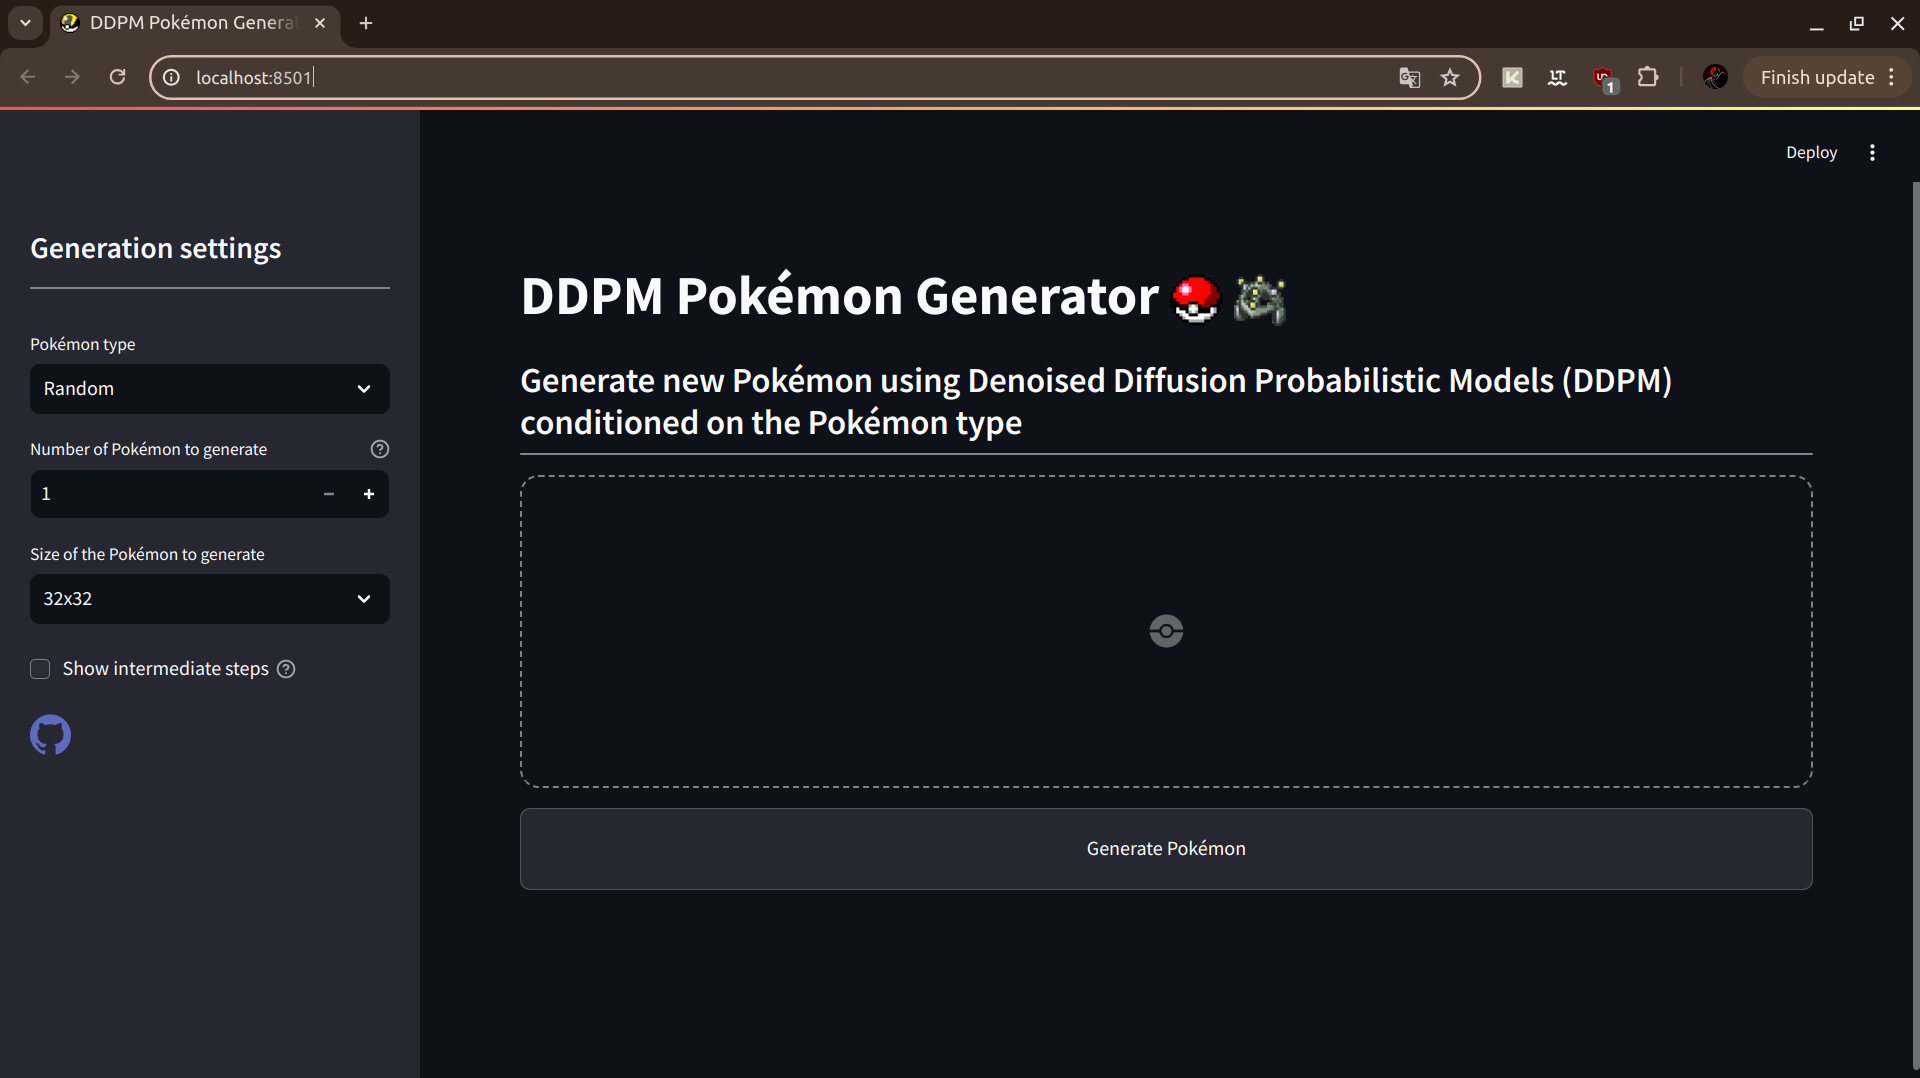 DDPM Pokémon Genera
localhost:8501
1
Finish update
Deploy
Generation settings
Pokémon type
Random
Number of Pokémon to generate
1
Size of the Pokémon to generate
32x32
Show intermediate steps
DDPM Pokémon Generator
Generate new Pokémon using Denoised Diffusion Probabilistic Models (DDPM)
conditioned on the Pokémon type
Generate Pokémon